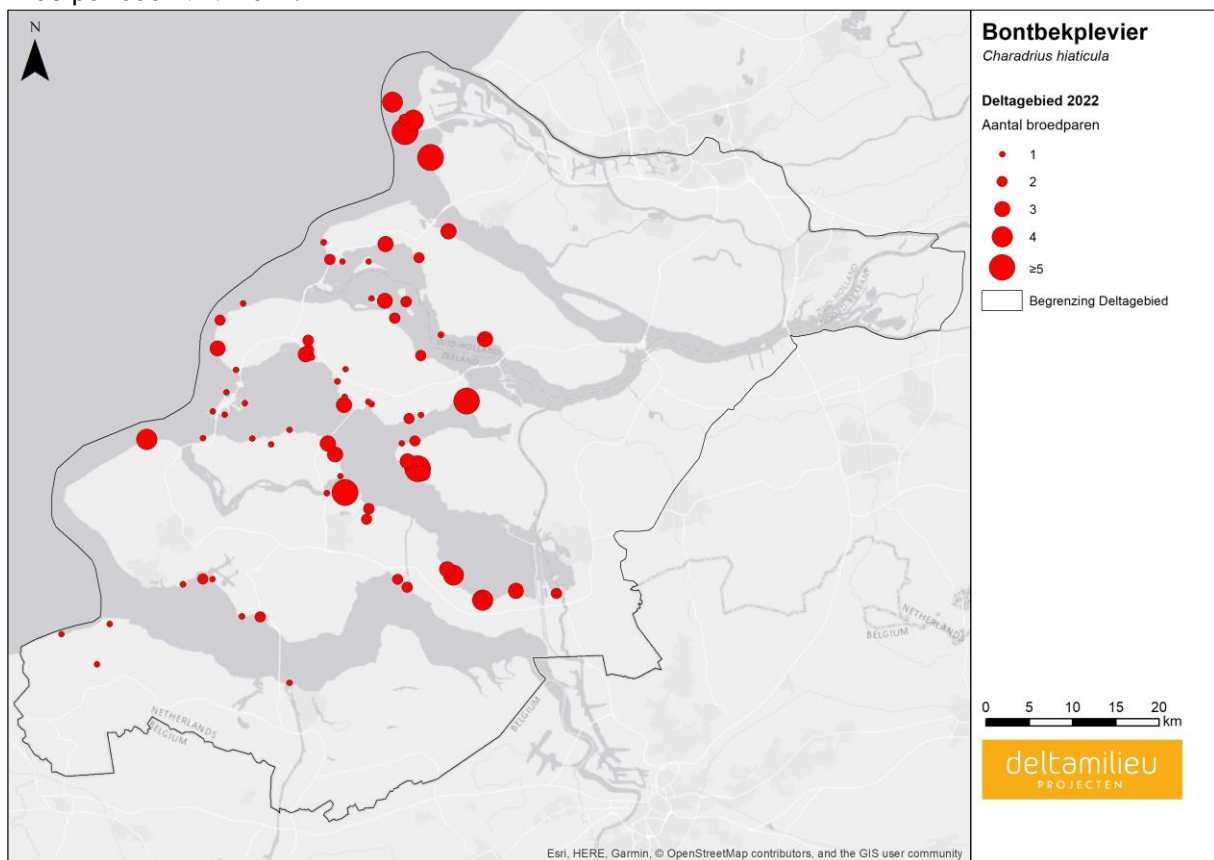 N
Bontbekplevier
Charadrius hiaticula
Deltagebied 2022
Aantal broedparen
1
2
3
4
≥5
Begrenzing Deltagebied
ZUID-HOLLAND
ZUID-HOLLAND
ZEELAND
NETHERLANDS
BELGIUM
NETHERLANDS
BELGIUM
BELGIUM
0 5 10 15 20
km
deltamilieu
PROJECTEN
Esri, HERE, Garmin, © OpenStreetMap contributors, and the GIS user community